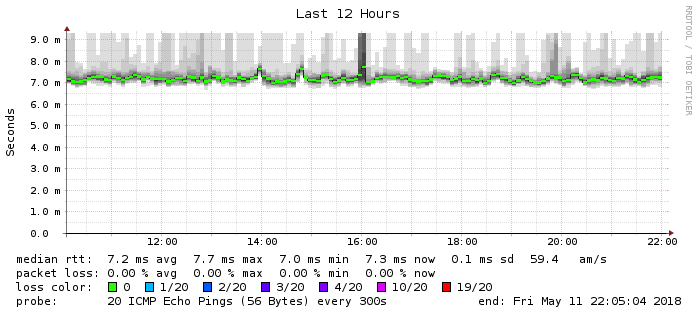 Last 12 Hours
RRDTOOL / TOBI OETIKER
Seconds
9.0 m
8.0 m
7.0 m
6.0 m
5.0 m
4.0 m
3.0 m
2.0 m
1.0 m
0.0
12:00 14:00 16:00 18:00 20:00 22:00
median rtt: 7.2 ms avg 7.7 ms max 7.0 ms min 7.3 ms now 0.1 ms sd 59.4 am/s
packet loss: 0.00 % avg 0.00 % max 0.00 % min 0.00 % now
loss color: 0 1/20 2/20 3/20 4/20 10/20 19/20
probe: 20 ICMP Echo Pings (56 Bytes) every 300s end: Fri May 11 22:05:04 2018